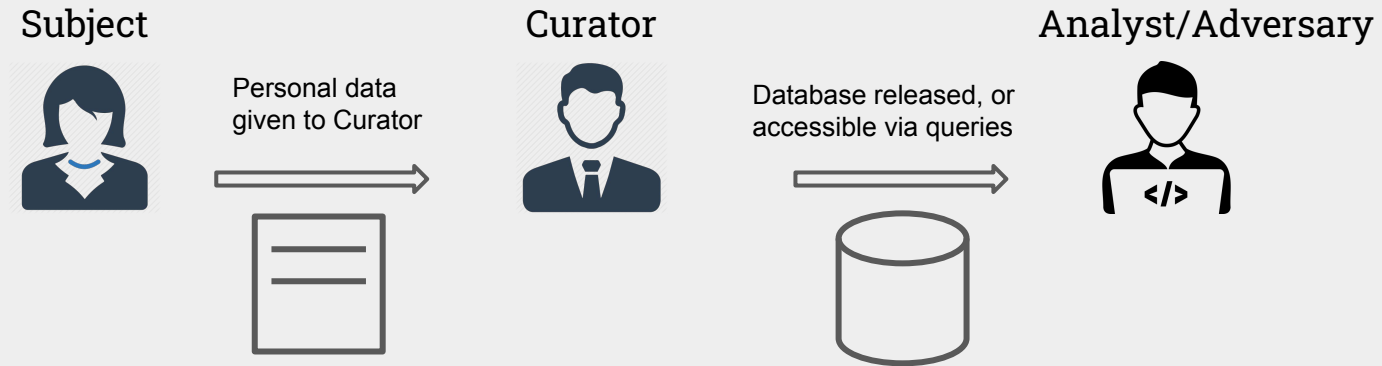 Subject
Curator
Analyst/Adversary
Personal data
given to Curator
Database released, or
accessible via queries
</>